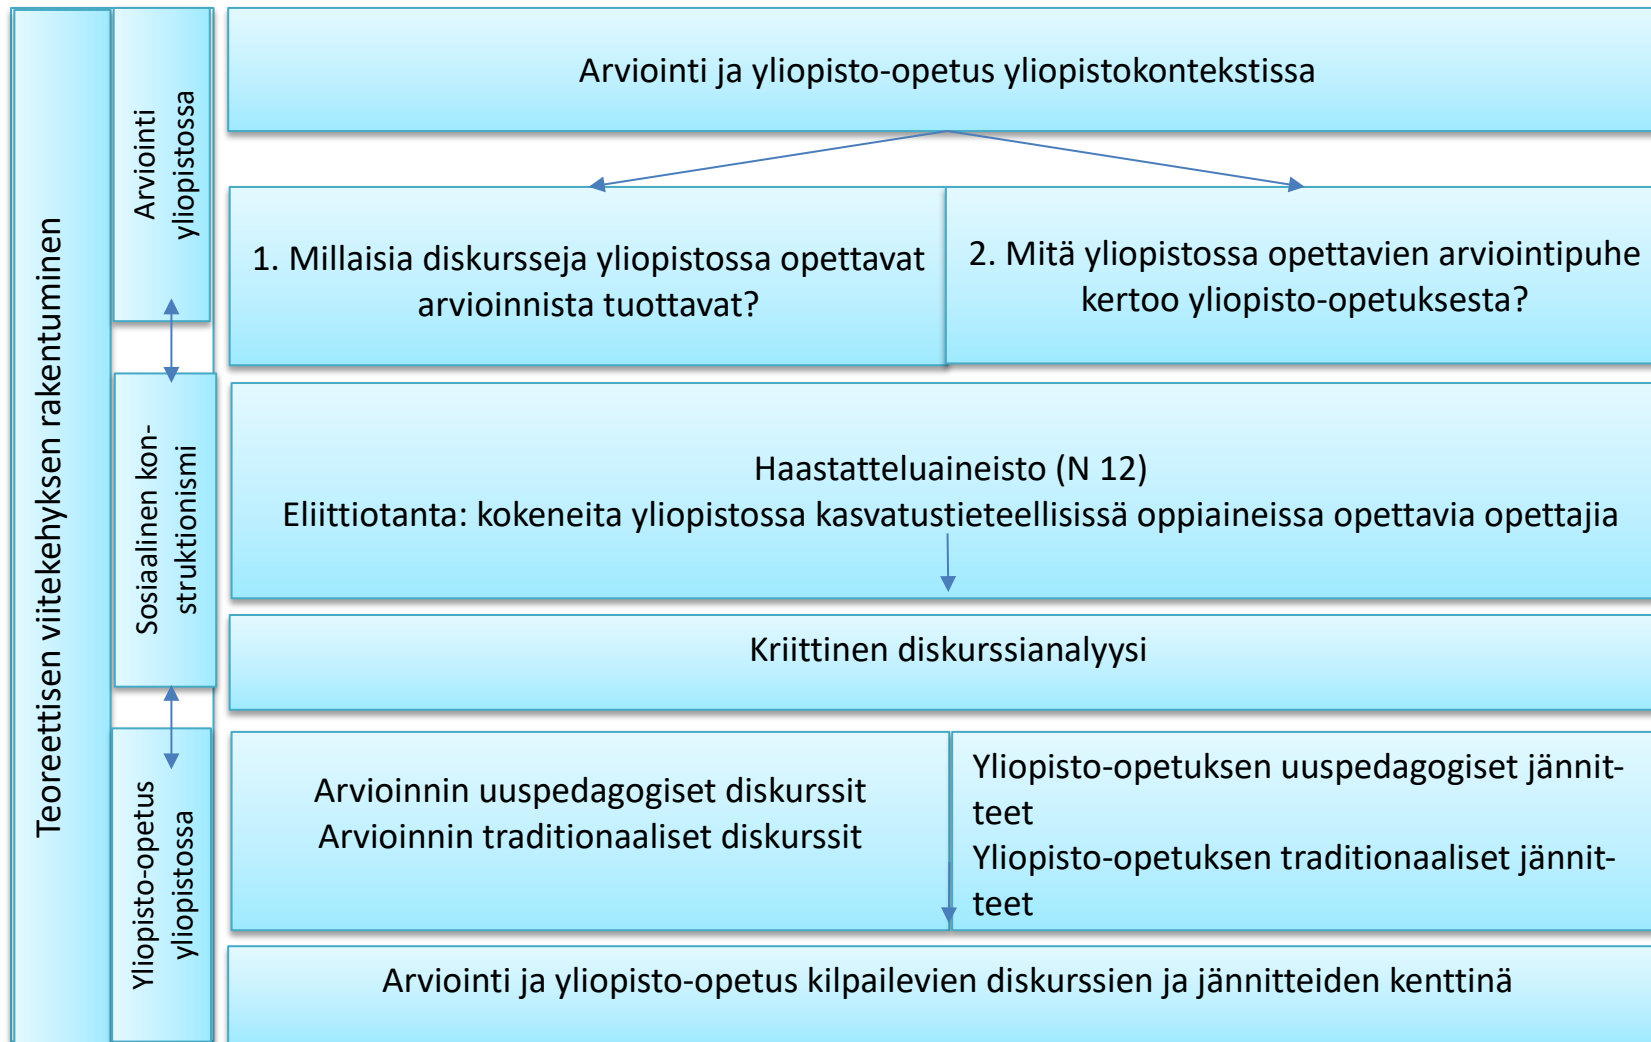 Teoreettisen viitekehyksen rakentuminen
Arviointi
yliopistossa
Sosiaalinen kon-
struktionismi
Yliopisto-opetus
yliopistossa
Arviointi ja yliopisto-opetus yliopistokontekstissa
1. Millaisia diskursseja yliopistossa opettavat
arvioinnista tuottavat?
2. Mitä yliopistossa opettavien arviointipuhe
kertoo yliopisto-opetuksesta?
Haastatteluaineisto (N 12)
Eliittiotanta: kokeneita yliopistossa kasvatustieteellisissä oppiaineissa opettavia opettajia
Kriittinen diskurssianalyysi
Arvioinnin uuspedagogiset diskurssit
Arvioinnin traditionaaliset diskurssit
Yliopisto-opetuksen uuspedagogiset jännit-
teet
Yliopisto-opetuksen traditionaaliset jännit-
teet
Arviointi ja yliopisto-opetus kilpailevien diskurssien ja jännitteiden kenttinä